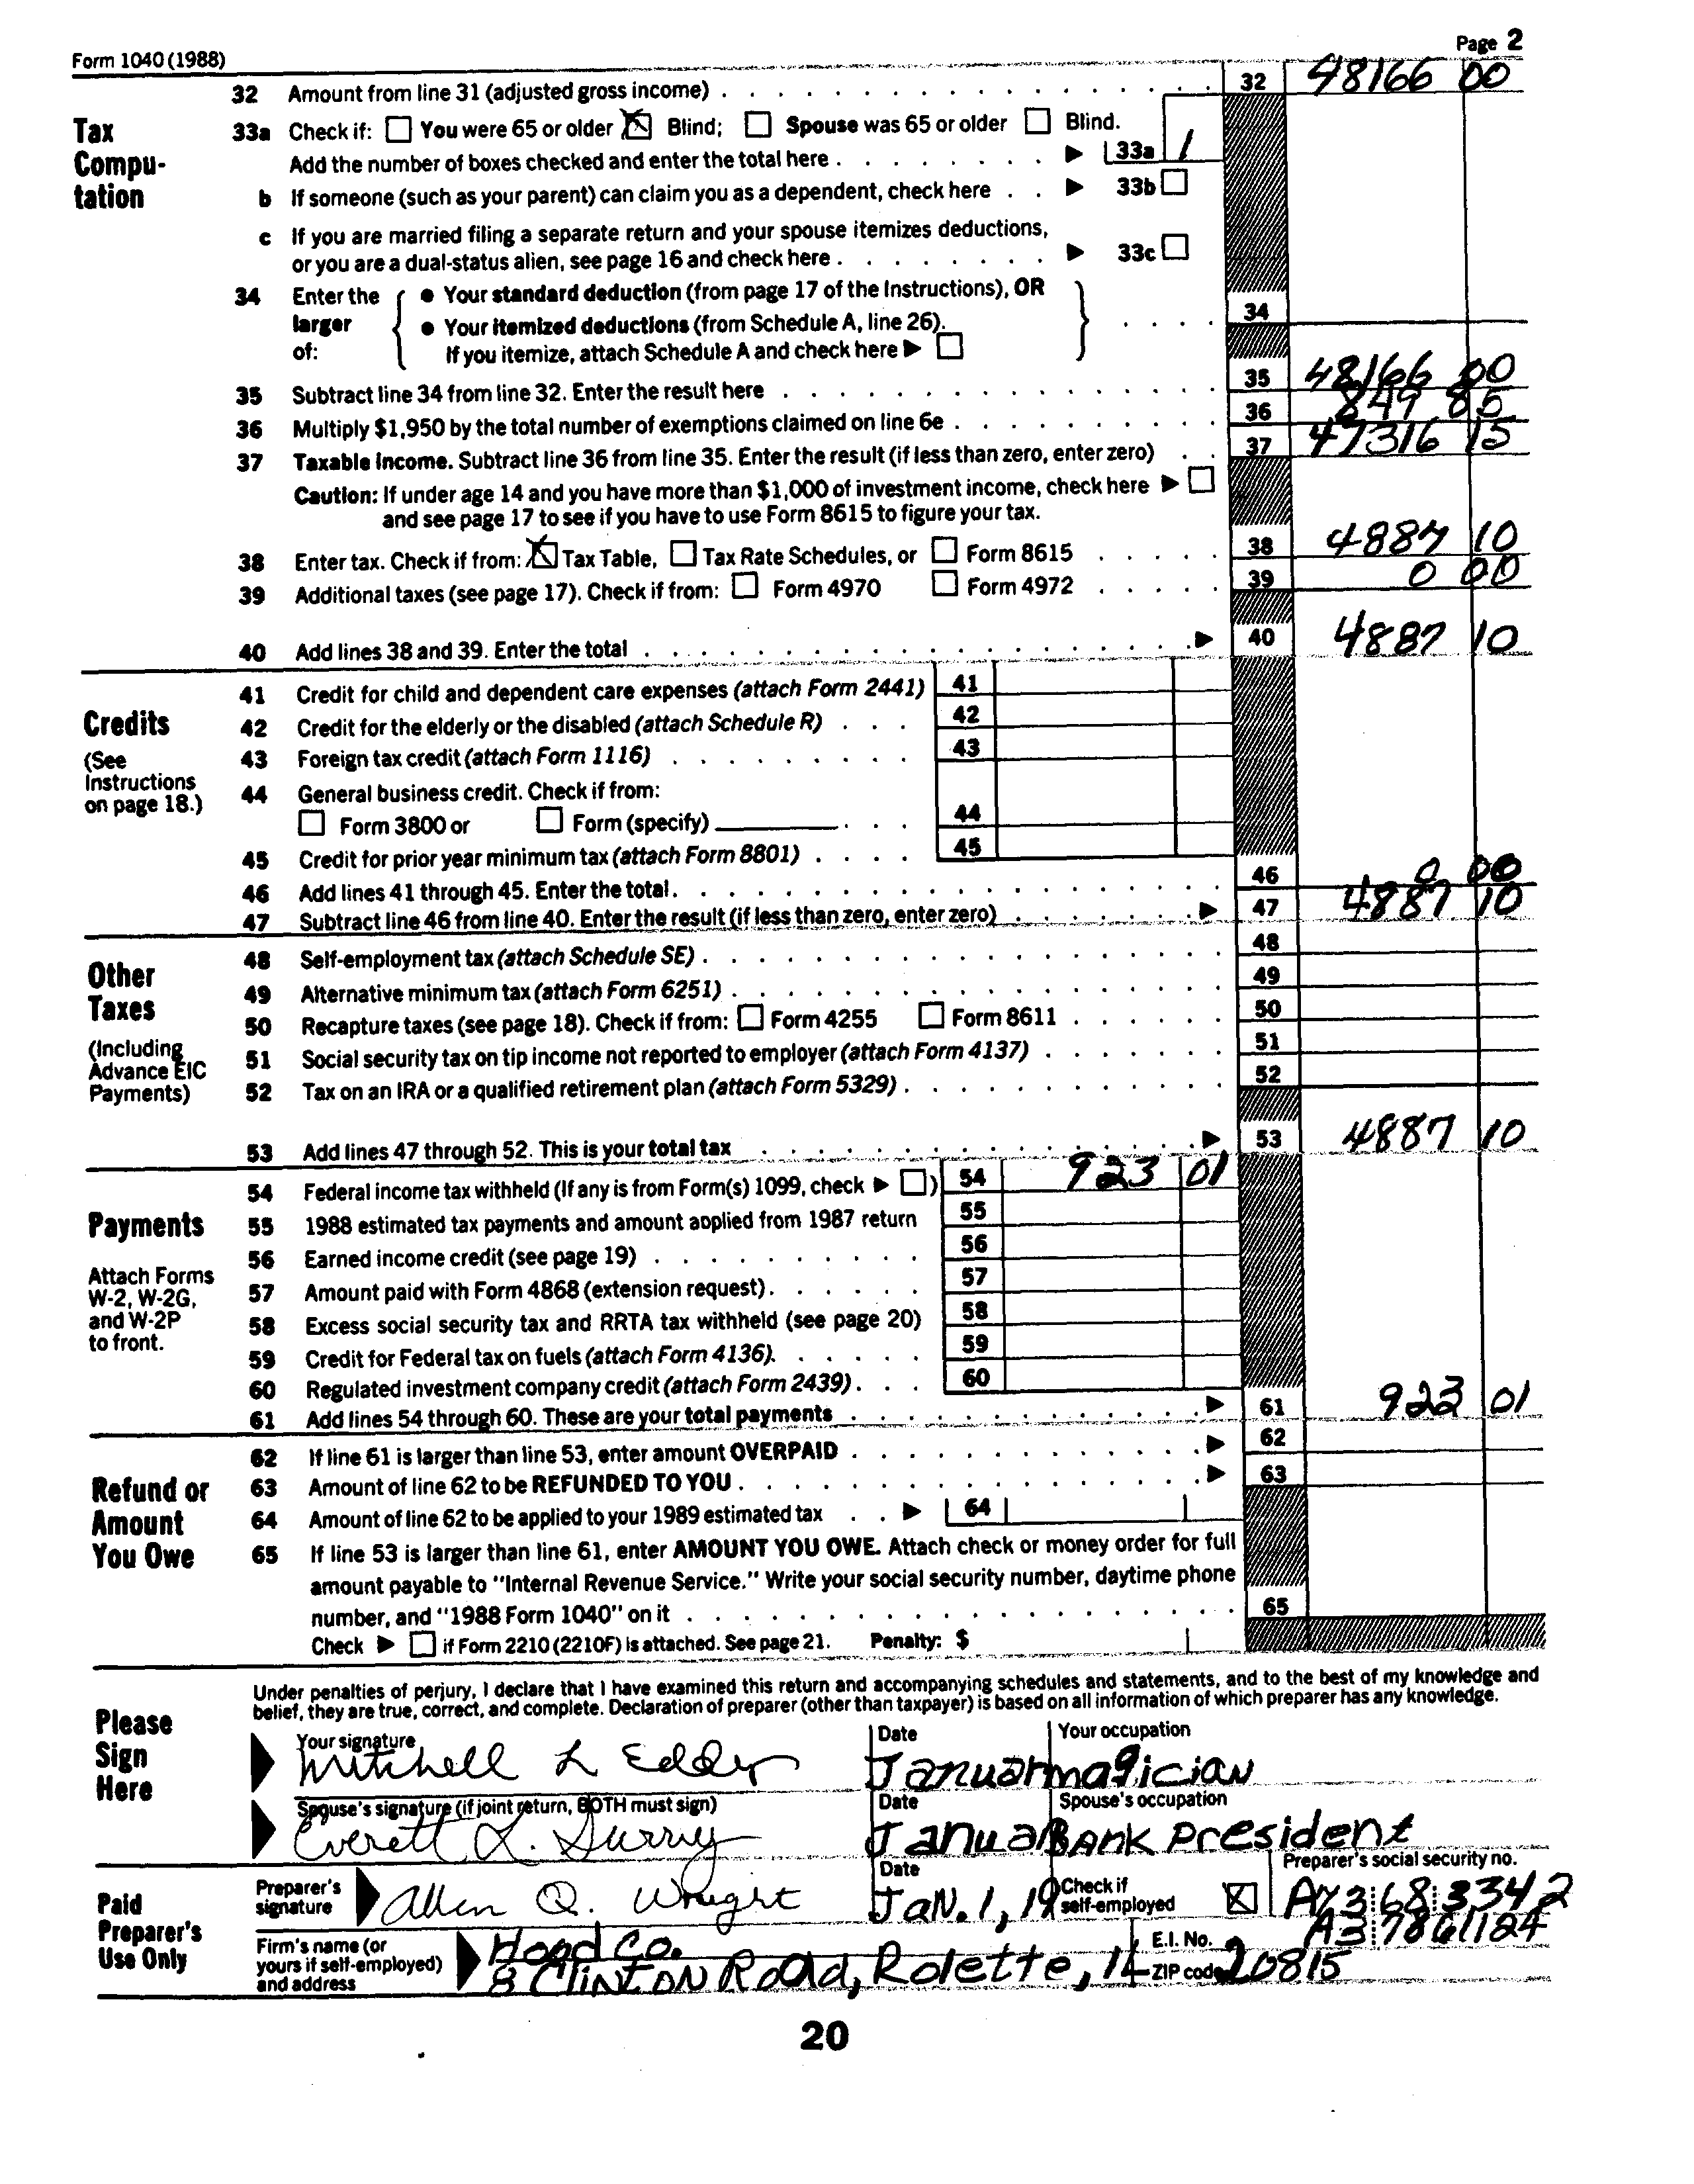 Form 1040 (1988)
Page 2
32 Amount from line 31 (adjusted gross income) 32 48166 00
Tax Compu- tation
33a Check if: You were 65 or older Blind; Spouse was 65 or older Blind.
Add the number of boxes checked and enter the total here 33a 1
b If someone (such as your parent) can claim you as a dependent, check here 33b
c If you are married filing a separate return and your spouse itemizes deductions,
or you are a dual-status alien, see page 16 and check here 33c
34 Enter the larger of: • Your standard deduction (from page 17 of the Instructions), OR
• Your itemized deductions (from Schedule A, line 26). 34
If you itemize, attach Schedule A and check here
35 Subtract line 34 from line 32. Enter the result here 35 48166 00
36 Multiply $1,950 by the total number of exemptions claimed on line 6e 36 849 85
37 Taxable income. Subtract line 36 from line 35. Enter the result (if less than zero, enter zero) 37 47316 15
Caution: If under age 14 and you have more than $1,000 of investment income, check here
and see page 17 to see if you have to use Form 8615 to figure your tax.
38 Enter tax. Check if from: Tax Table, Tax Rate Schedules, or Form 8615 38 4887 10
39 Additional taxes (see page 17). Check if from: Form 4970 Form 4972 39 0 00
40 Add lines 38 and 39. Enter the total 40 4887 10
Credits
(See Instructions on page 18.)
41 Credit for child and dependent care expenses (attach Form 2441) 41
42 Credit for the elderly or the disabled (attach Schedule R) 42
43 Foreign tax credit (attach Form 1116) 43
44 General business credit. Check if from:
Form 3800 or Form (specify) 44
45 Credit for prior year minimum tax (attach Form 8801) 45
46 Add lines 41 through 45. Enter the total 46 0 00
47 Subtract line 46 from line 40. Enter the result (if less than zero, enter zero) 47 4887 10
Other Taxes
(Including Advance EIC Payments)
48 Self-employment tax (attach Schedule SE) 48
49 Alternative minimum tax (attach Form 6251) 49
50 Recapture taxes (see page 18). Check if from: Form 4255 Form 8611 50
51 Social security tax on tip income not reported to employer (attach Form 4137) 51
52 Tax on an IRA or a qualified retirement plan (attach Form 5329) 52
53 Add lines 47 through 52. This is your total tax 53 4887 10
Payments
Attach Forms W-2, W-2G, and W-2P to front.
54 Federal income tax withheld (If any is from Form(s) 1099, check ) 54 923 01
55 1988 estimated tax payments and amount applied from 1987 return 55
56 Earned income credit (see page 19) 56
57 Amount paid with Form 4868 (extension request) 57
58 Excess social security tax and RRTA tax withheld (see page 20) 58
59 Credit for Federal tax on fuels (attach Form 4136) 59
60 Regulated investment company credit (attach Form 2439) 60
61 Add lines 54 through 60. These are your total payments 61 923 01
Refund or Amount You Owe
62 If line 61 is larger than line 53, enter amount OVERPAID 62
63 Amount of line 62 to be REFUNDED TO YOU 63
64 Amount of line 62 to be applied to your 1989 estimated tax 64
65 If line 53 is larger than line 61, enter AMOUNT YOU OWE. Attach check or money order for full
amount payable to "Internal Revenue Service." Write your social security number, daytime phone
number, and "1988 Form 1040" on it 65
Check if Form 2210 (2210F) is attached. See page 21. Penalty: $
Please Sign Here
Under penalties of perjury, I declare that I have examined this return and accompanying schedules and statements, and to the best of my knowledge and
belief, they are true, correct, and complete. Declaration of preparer (other than taxpayer) is based on all information of which preparer has any knowledge.
Your signature Date Your occupation
Mitchell L Eddy Januar magician
Spouse's signature (if joint return, BOTH must sign) Date Spouse's occupation
Everett L. Surry Janua Bank President
Paid Preparer's Use Only
Preparer's signature Date Check if self-employed Preparer's social security no.
Allen Q. Wright Jan. 1, 19 X 3342
Firm's name (or yours if self-employed) and address E.I. No. A3 7861124
Hood Co.
8 Clinton Road, Rolette, IL ZIP code 20815
20